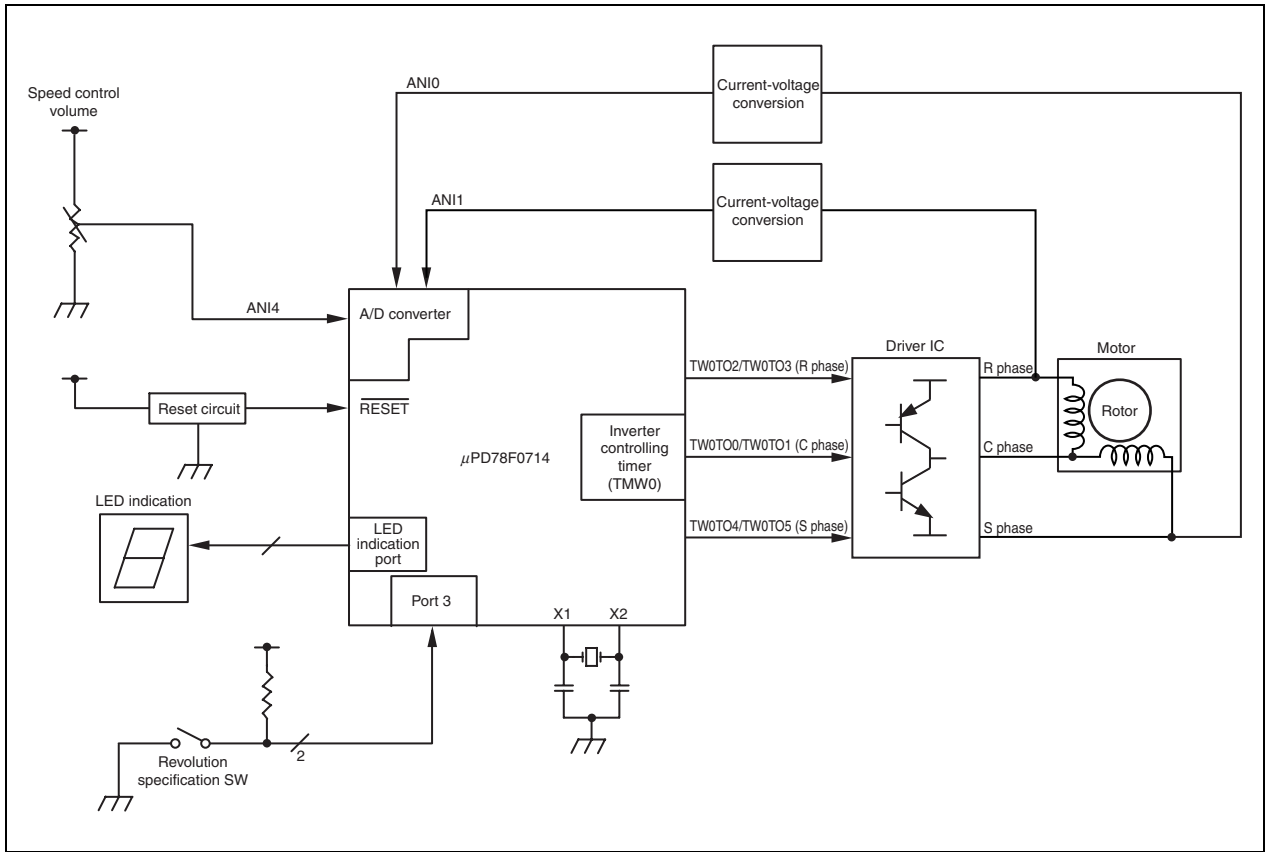 Speed control
volume
ANI0
Current-voltage
conversion
ANI1
Current-voltage
conversion
ANI4
A/D converter
Reset circuit
RESET
μPD78F0714
Inverter
controlling
timer
(TMW0)
TW0TO2/TW0TO3 (R phase)
TW0TO0/TW0TO1 (C phase)
TW0TO4/TW0TO5 (S phase)
Driver IC
R phase
C phase
S phase
Motor
Rotor
LED indication
LED
indication
port
Port 3
X1
X2
2
Revolution
specification SW